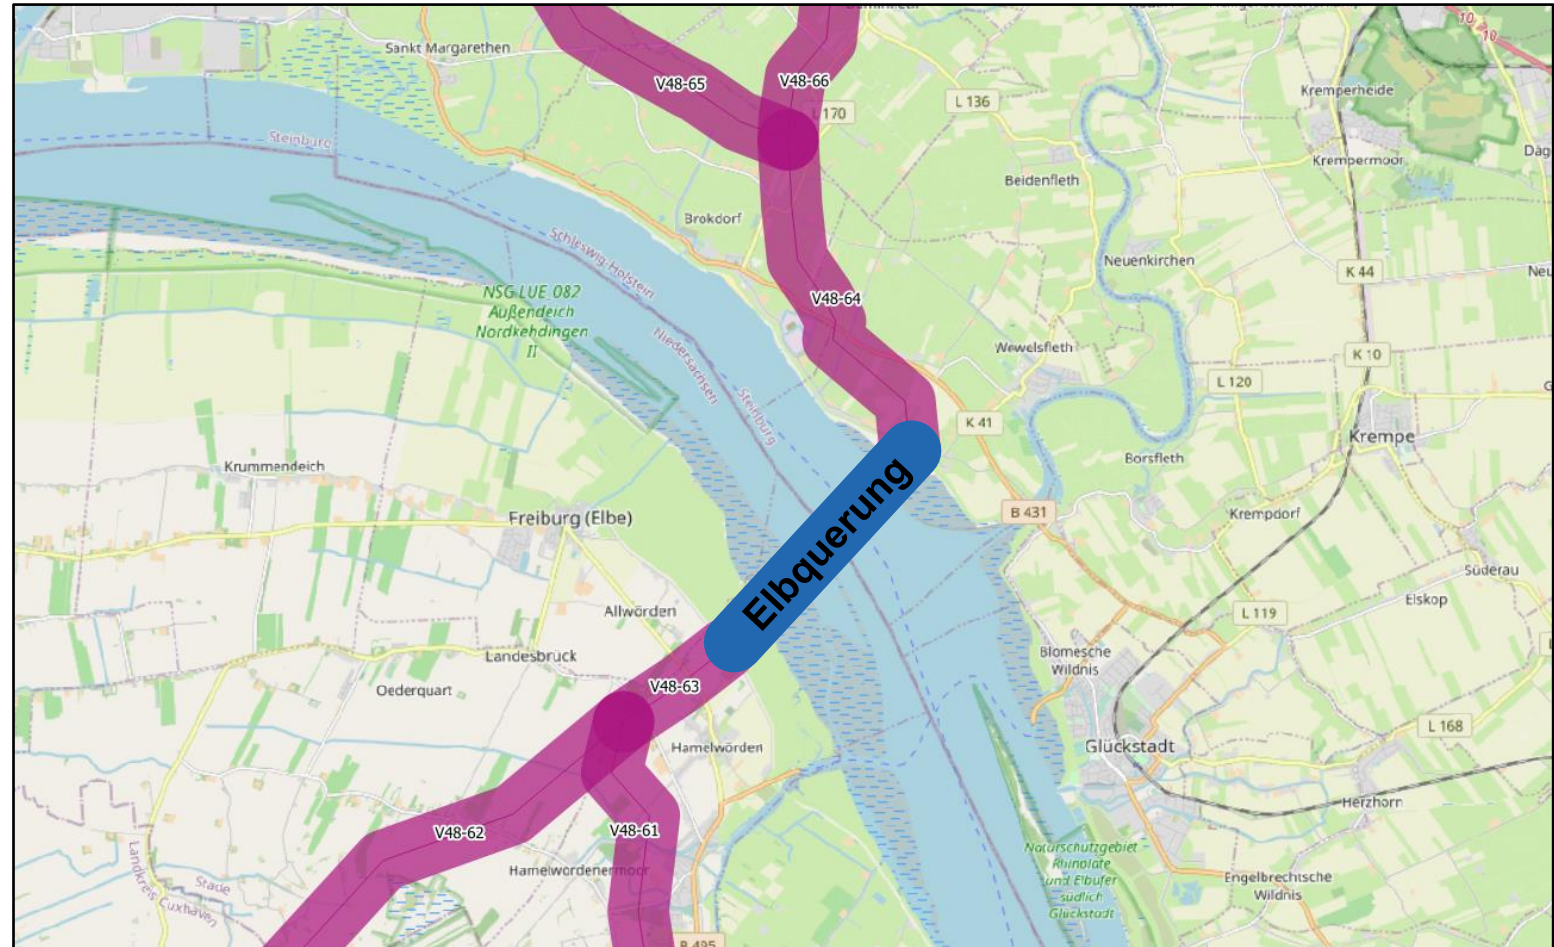 10
10
Sankt Margarethen
V48-65
V48-66
L 136
Kremperheide
170
Steinburg
Krempermoor
Beidenfleth
Brokdorf
Schleswig-Holstein
Neuenkirchen
K 44
NSG LUE 082
Außendeich
Nordkehdingen
II
V48-64
Niedersachsen
Wewelsfleth
K 10
L 120
Steinburg
K 41
Krempe
Krummendeich
Borsfleth
Freiburg (Elbe)
B 431
Krempdorf
Elbquerung
Süderau
Allwörden
Elskop
L 119
Landesbrück
Blomesche
Wildnis
Oederquart
V48-63
L 168
Hamelwörden
Glückstadt
Herzhorn
V48-62
V48-61
Naturschutzgebiet -
Rhinplate
und Elbufer
südlich
Glückstadt
Hamelwördenermoor
Engelbrechtsche
Wildnis
Stade
Landkreis Cuxhaven
B 495